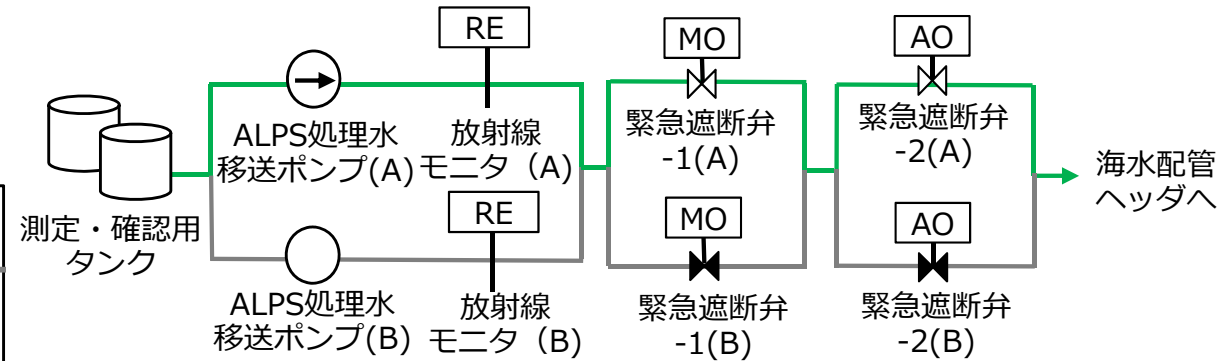 RE
MO
AO
ALPS処理水
移送ポンプ(A)
放射線
モニタ（A）
緊急遮断弁
-1(A)
緊急遮断弁
-2(A)
測定・確認用
タンク
海水配管
ヘッダへ
RE
MO
AO
ALPS処理水
移送ポンプ(B)
放射線
モニタ（B）
緊急遮断弁
-1(B)
緊急遮断弁
-2(B)